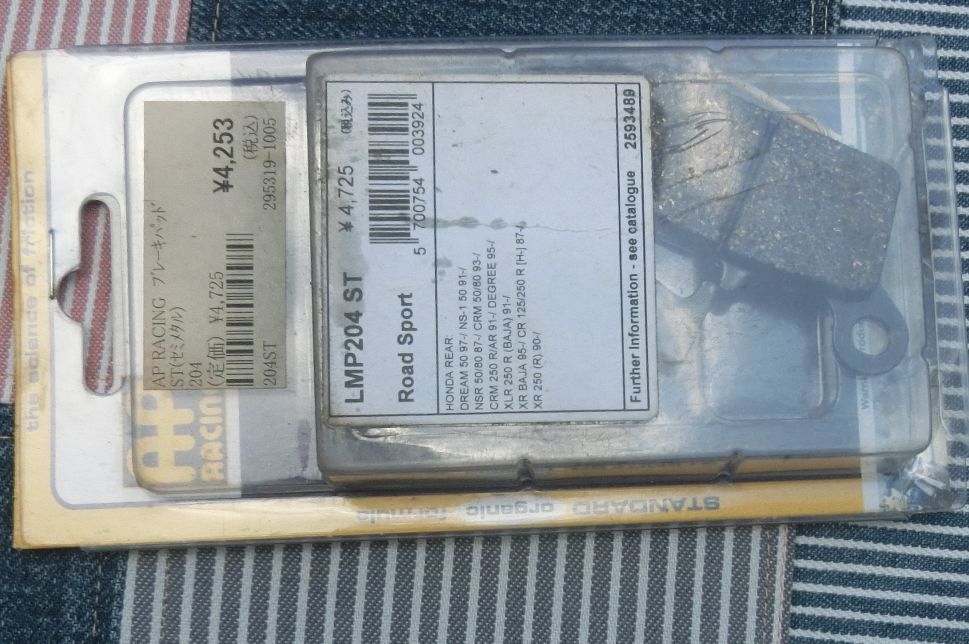 the science of friction
AP
RACING
¥4,253
(税込)
AP RACING ブレーキパッド
ST(セミメタル)
204
(定価) ¥4,725
204ST
295319-1005
LMP204 ST
¥ 4,725 (税込み)
Road Sport
5 700754 003924
HONDA REAR
DREAM 50 97-/ NS-1 50 91-/
NSR 50/80 87-/ CRM 50/80 93-/
CRM 250 R/AR 91-/ DEGREE 95-/
XLR 250 R (BAJA) 91-/
XR BAJA 95-/ CR 125/250 R [H-] 87-/
XR 250 (R) 90-/
Further Information - see catalogue 2593489
STANDARD organic formula